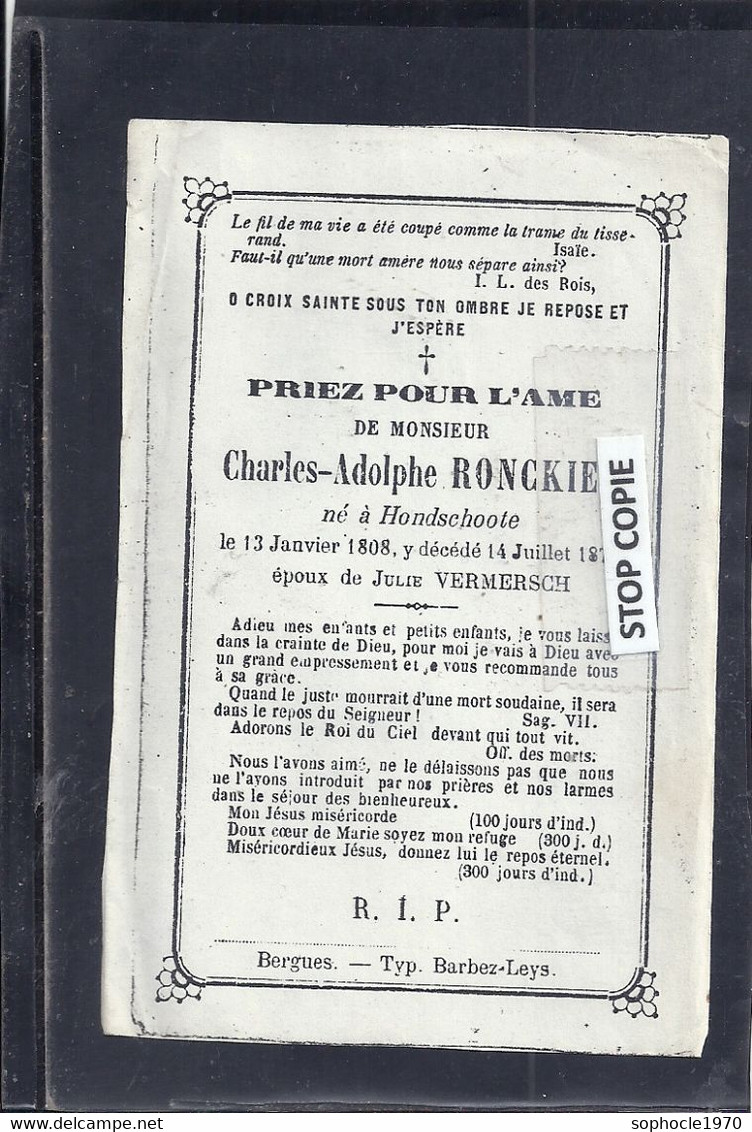 Le fil de ma vie a été coupé comme la trame du tisse-
rand.
Isaïe.
Faut-il qu'une mort amère nous sépare ainsi?
I. L. des Rois,
O CROIX SAINTE SOUS TON OMBRE JE REPOSE ET
J'ESPÈRE
PRIEZ POUR L'AME
DE MONSIEUR
Charles-Adolphe RONCKIE
né à Hondschoote
le 13 Janvier 1808, y décédé 14 Juillet 187
époux de JULIE VERMERSCH
STOP COPIE
Adieu mes enfants et petits enfants, je vous laiss
dans la crainte de Dieu, pour moi je vais à Dieu avec
un grand empressement et je vous recommande tous
à sa grâce.
Quand le juste mourrait d'une mort soudaine, il sera
dans le repos du Seigneur! Sag. VII.
Adorons le Roi du Ciel devant qui tout vit.
Off. des morts.
Nous l'avons aimé, ne le délaissons pas que nous
ne l'ayons introduit par nos prières et nos larmes
dans le séjour des bienheureux.
Mon Jésus miséricorde (100 jours d'ind.)
Doux cœur de Marie soyez mon refuge (300 j. d.)
Miséricordieux Jésus, donnez lui le repos éternel.
(300 jours d'ind.)
R. I. P.
Bergues. — Typ. Barbez-Leys.
delcampe.net
sophocle1970